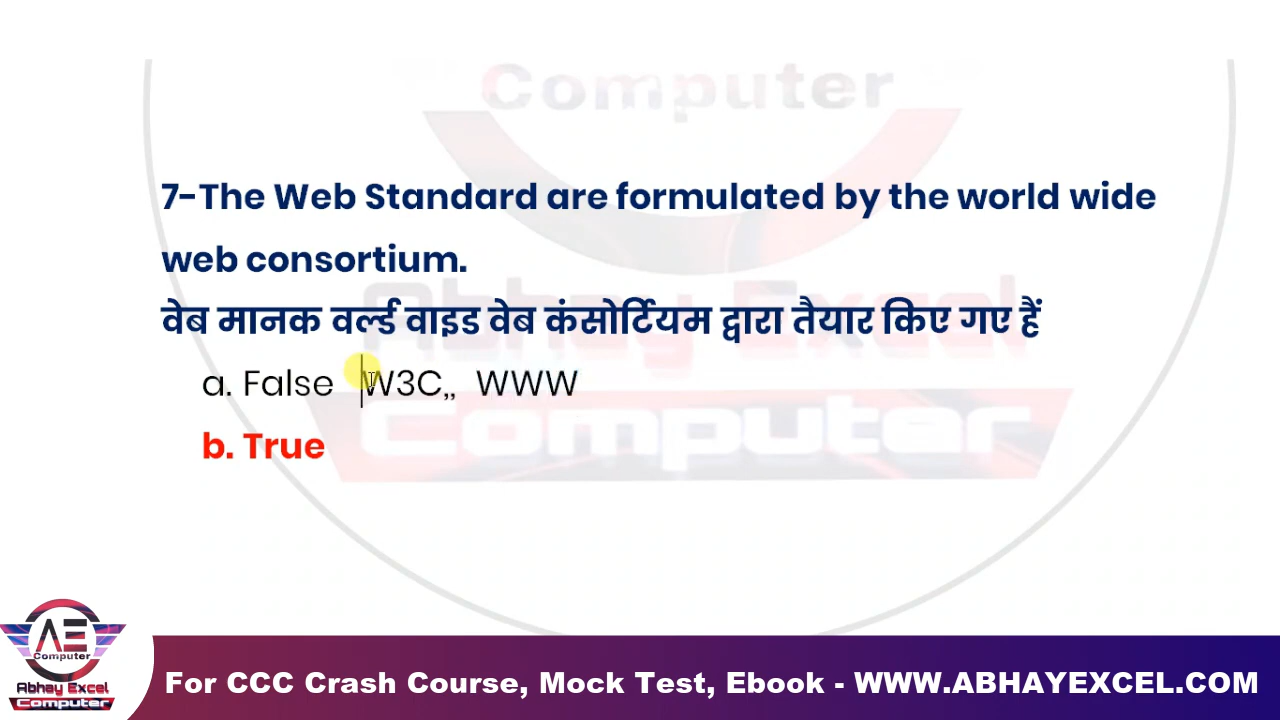 Computer
7-The Web Standard are formulated by the world wide
web consortium.
वेब मानक वर्ल्ड वाइड वेब कंसोर्टियम द्वारा तैयार किए गए हैं
Abhay Excel
a. False W3C,, WWW
Computer
b. True
AE
Computer
Abhay Excel
Computer
For CCC Crash Course, Mock Test, Ebook - WWW.ABHAYEXCEL.COM